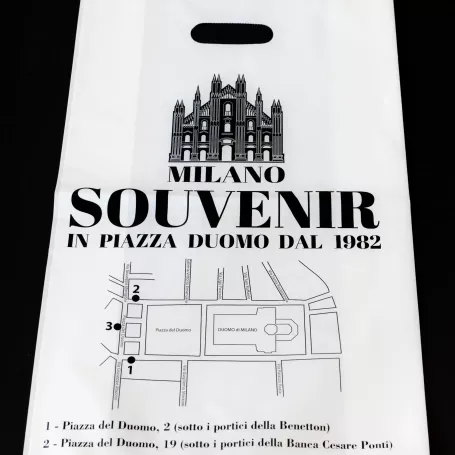 MILANO
SOUVENIR
IN PIAZZA DUOMO DAL 1982
2
3
Piazza del Duomo
DUOMO di MILANO
1
1 - Piazza del Duomo, 2 (sotto i portici della Benetton)
2 - Piazza del Duomo, 19 (sotto i portici della Banca Cesare Ponti)